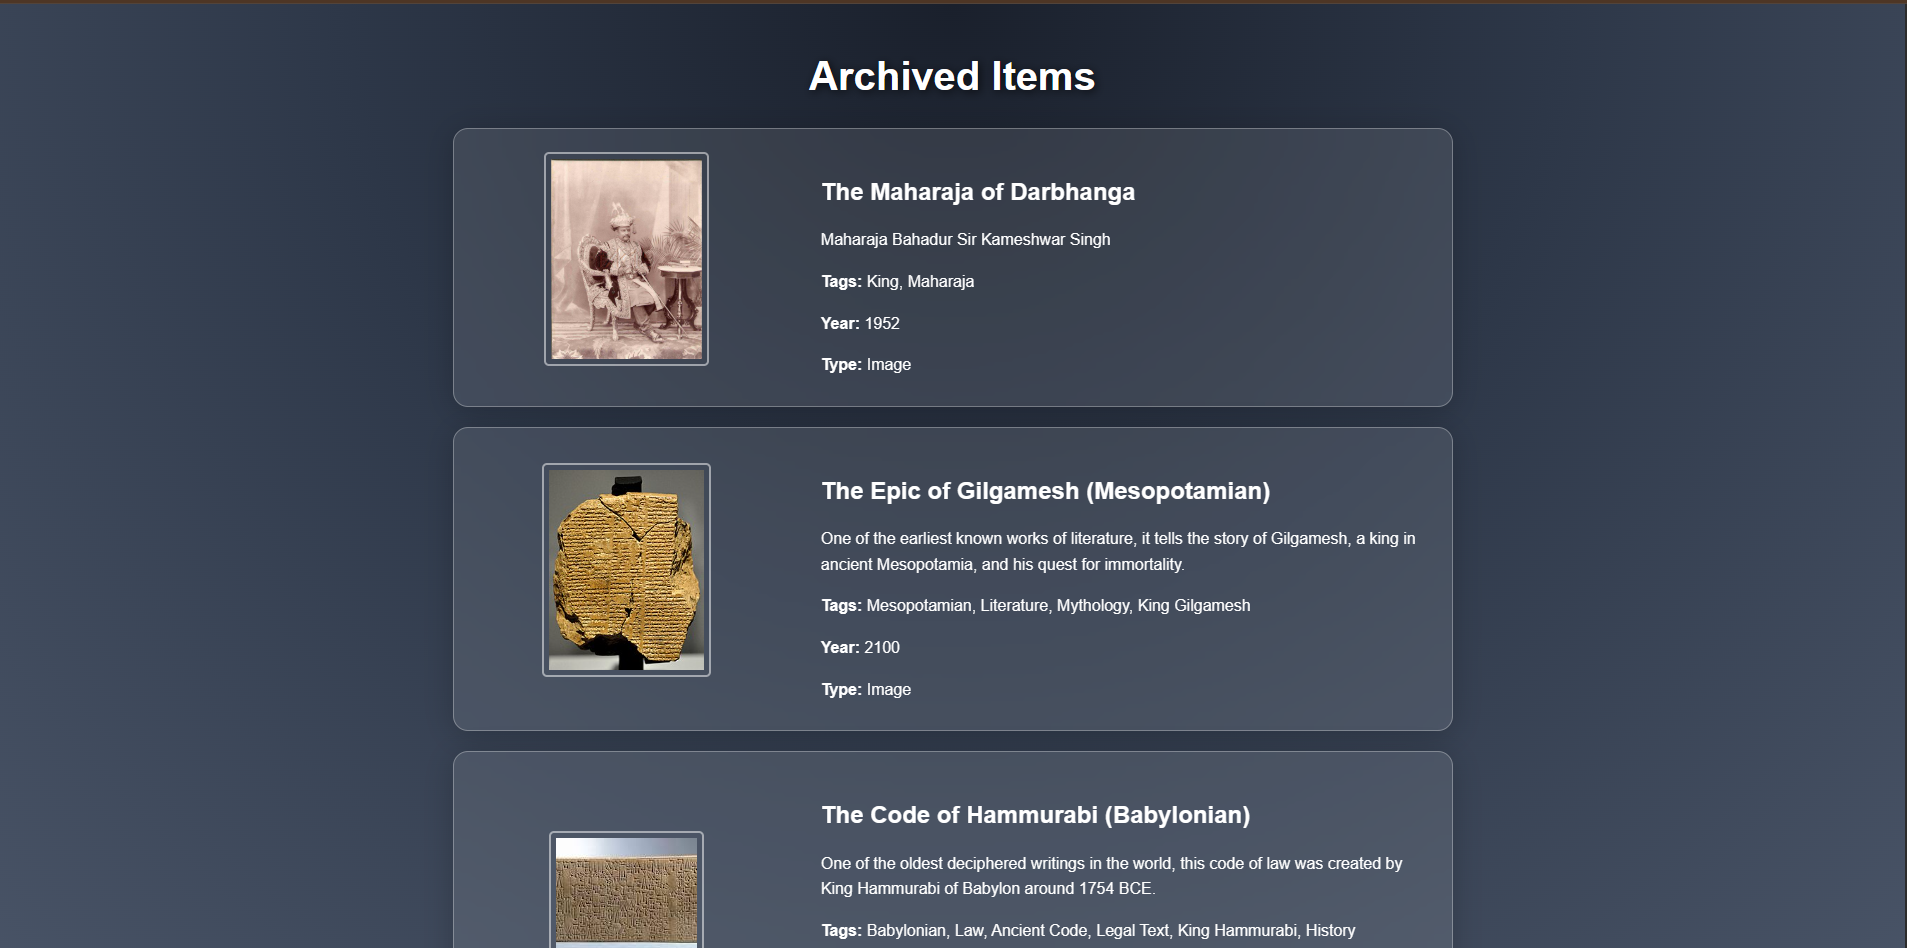 Archived Items
The Maharaja of Darbhanga
Maharaja Bahadur Sir Kameshwar Singh
Tags: King, Maharaja
Year: 1952
Type: Image
The Epic of Gilgamesh (Mesopotamian)
One of the earliest known works of literature, it tells the story of Gilgamesh, a king in
ancient Mesopotamia, and his quest for immortality.
Tags: Mesopotamian, Literature, Mythology, King Gilgamesh
Year: 2100
Type: Image
The Code of Hammurabi (Babylonian)
One of the oldest deciphered writings in the world, this code of law was created by
King Hammurabi of Babylon around 1754 BCE.
Tags: Babylonian, Law, Ancient Code, Legal Text, King Hammurabi, History